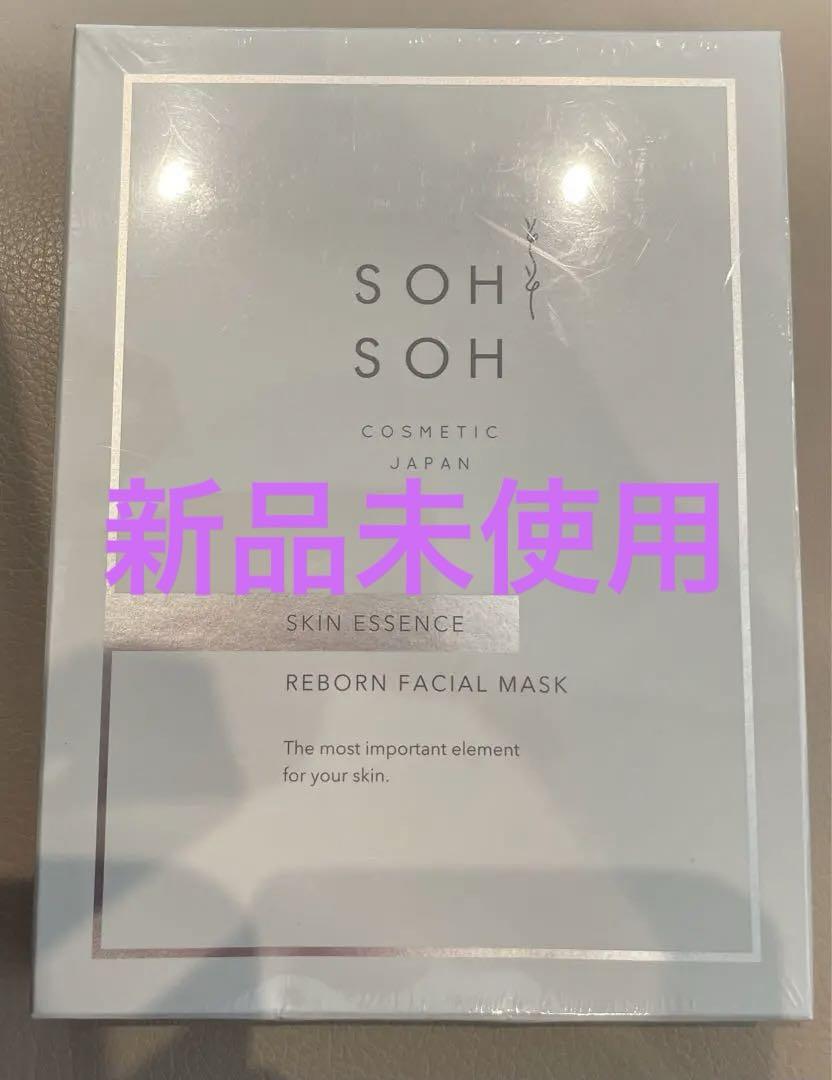 SOH
SOH
COSMETIC
JAPAN
新品未使用
SKIN ESSENCE
REBORN FACIAL MASK
The most important element
for your skin.